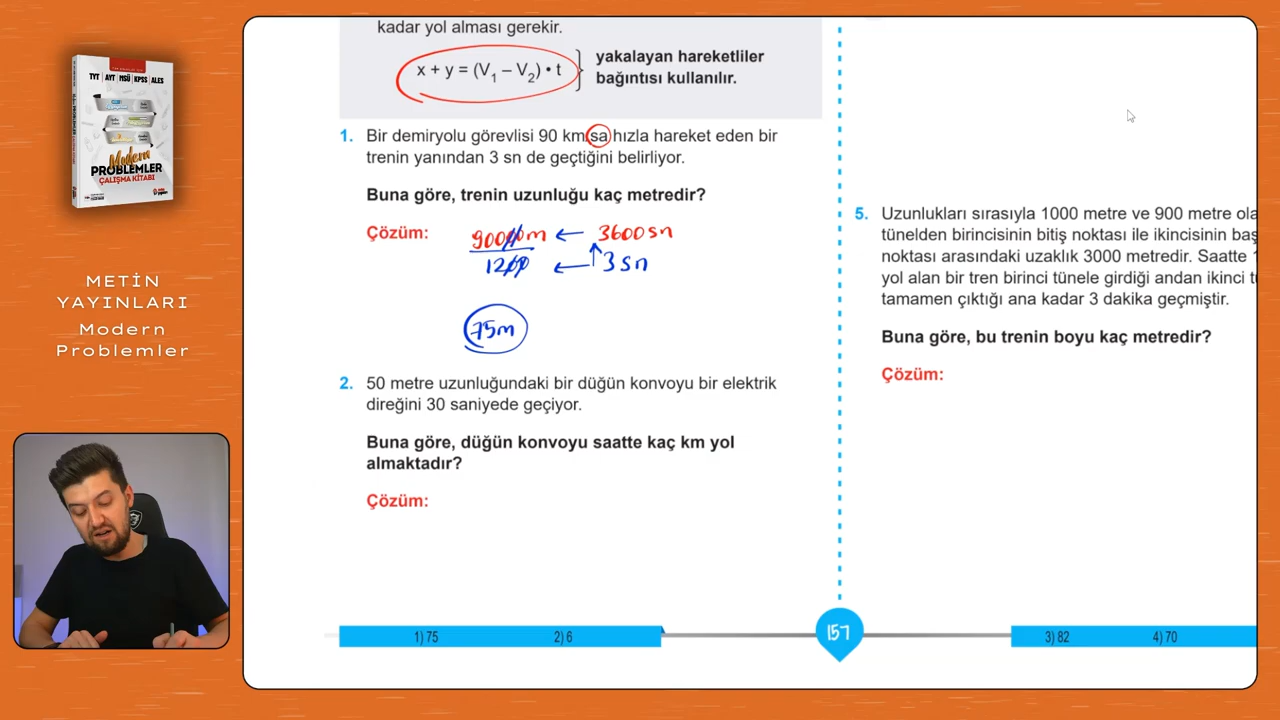 TYT AYT MSÜ KPSS ALES
Modern
PROBLEMLER
ÇALIŞMA KİTABI
METİN
YAYINLARI
Modern
Problemler
kadar yol alması gerekir.
x + y = (V1 – V2) • t
yakalayan hareketliler
bağıntısı kullanılır.
1. Bir demiryolu görevlisi 90 km/sa hızla hareket eden bir
trenin yanından 3 sn de geçtiğini belirliyor.
Buna göre, trenin uzunluğu kaç metredir?
Çözüm:
90000m ← 3600sn
1200 ← 3sn
75m
2. 50 metre uzunluğundaki bir düğün konvoyu bir elektrik
direğini 30 saniyede geçiyor.
Buna göre, düğün konvoyu saatte kaç km yol
almaktadır?
Çözüm:
1) 75 2) 6
157
5. Uzunlukları sırasıyla 1000 metre ve 900 metre ola
tünelden birincisinin bitiş noktası ile ikincisinin baş
noktası arasındaki uzaklık 3000 metredir. Saatte 1
yol alan bir tren birinci tünele girdiği andan ikinci tü
tamamen çıktığı ana kadar 3 dakika geçmiştir.
Buna göre, bu trenin boyu kaç metredir?
Çözüm:
3) 82 4) 70